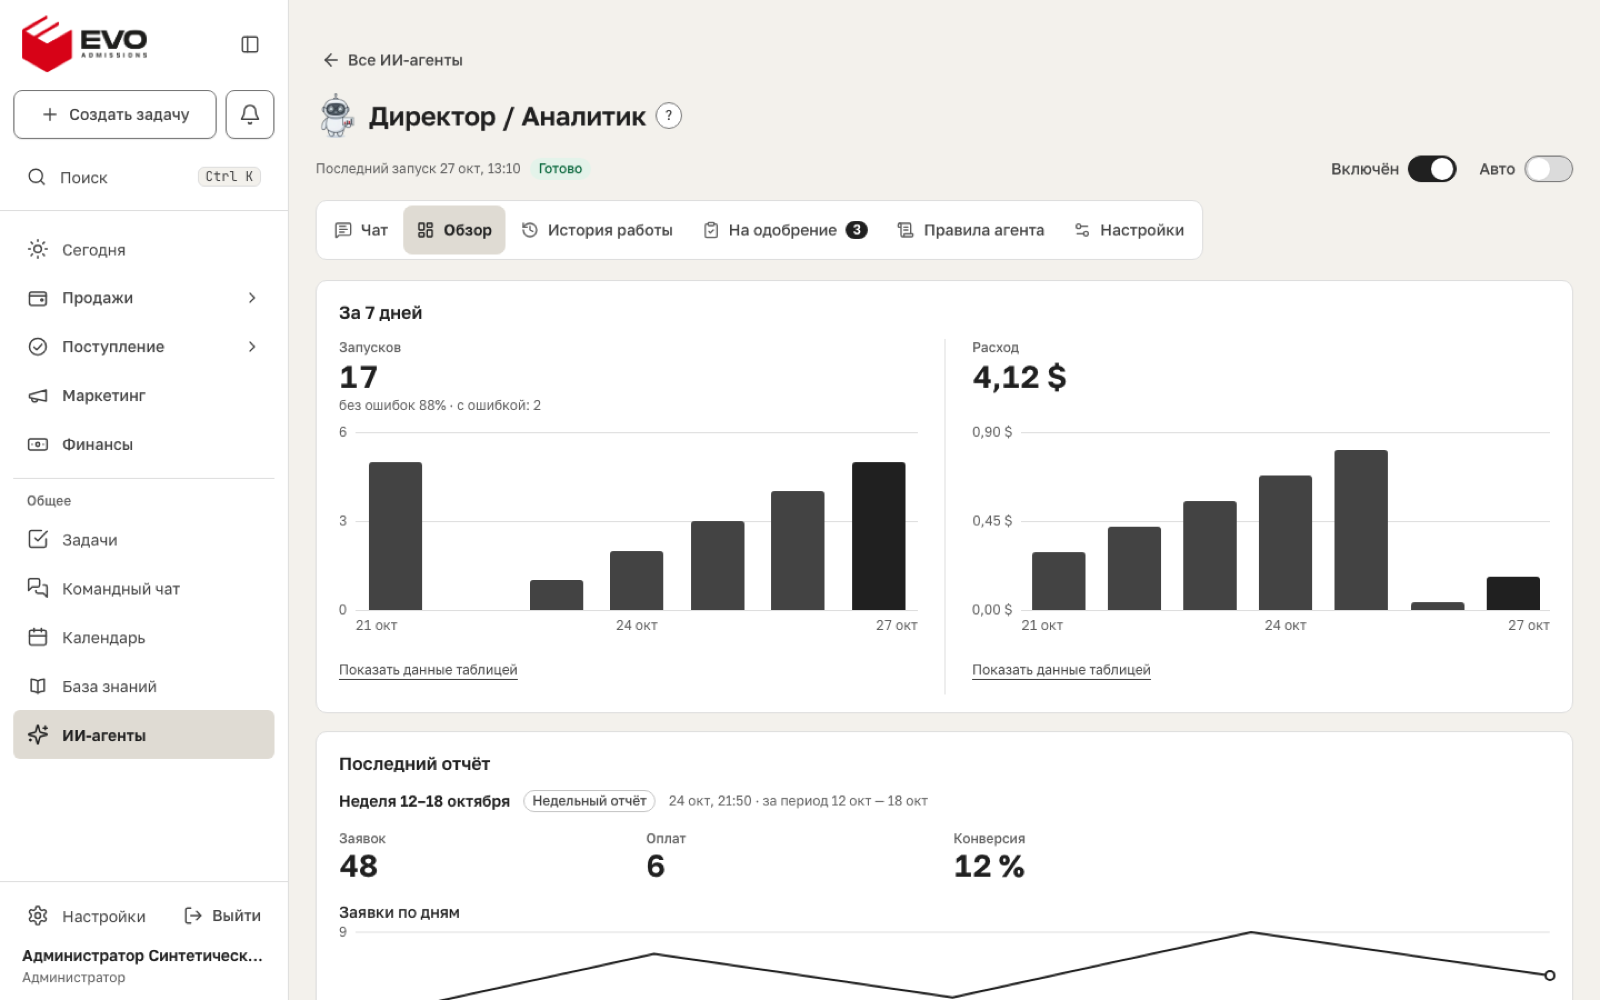 EVO
ADMISSIONS
Создать задачу
Поиск
Ctrl K
Сегодня
Продажи
Поступление
Маркетинг
Финансы
Общее
Задачи
Командный чат
Календарь
База знаний
ИИ-агенты
Настройки
Выйти
Администратор Синтетическ...
Администратор
Все ИИ-агенты
Директор / Аналитик ?
Последний запуск 27 окт, 13:10 Готово
Включён
Авто
Чат
Обзор
История работы
На одобрение 3
Правила агента
Настройки
За 7 дней
Запусков
17
без ошибок 88% · с ошибкой: 2
6
3
0
21 окт
24 окт
27 окт
Показать данные таблицей
Расход
4,12 $
0,90 $
0,45 $
0,00 $
21 окт
24 окт
27 окт
Показать данные таблицей
Последний отчёт
Неделя 12–18 октября Недельный отчёт 24 окт, 21:50 · за период 12 окт — 18 окт
Заявок
48
Оплат
6
Конверсия
12 %
Заявки по дням
9